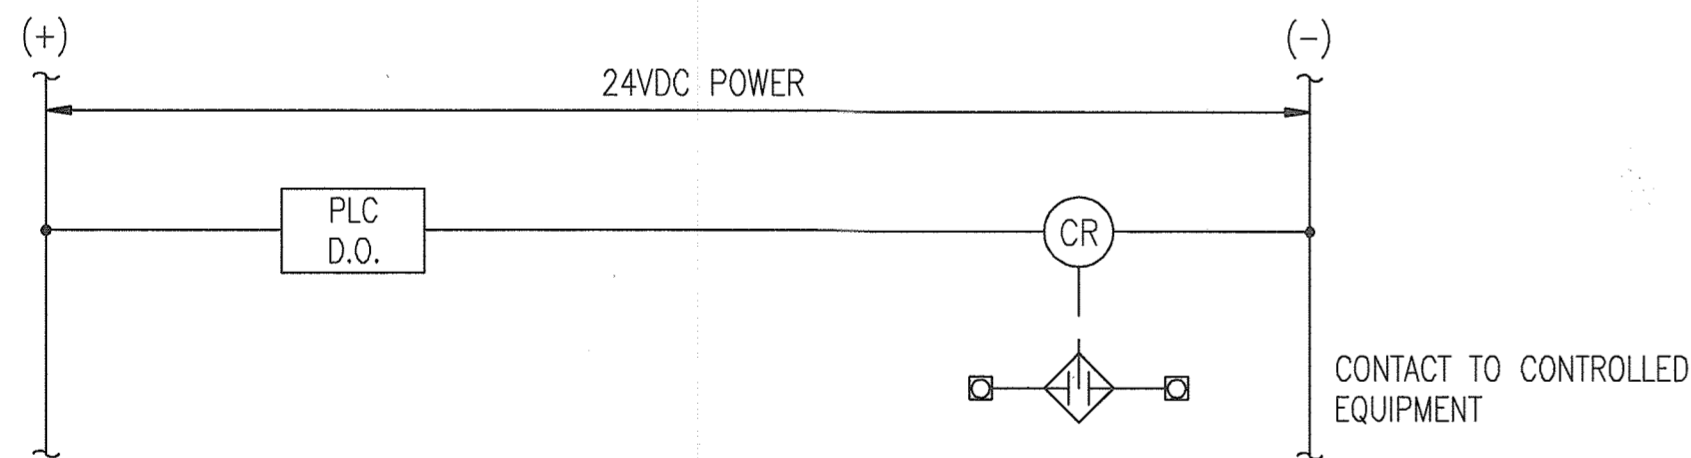 (+)
(-)
24VDC POWER
PLC
D.O.
CR
CONTACT TO CONTROLLED
EQUIPMENT